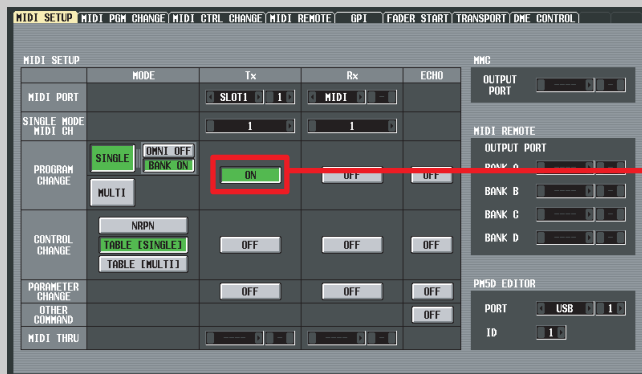 MIDI SETUP MIDI PGM CHANGE MIDI CTRL CHANGE MIDI REMOTE GPI FADER START TRANSPORT DME CONTROL
MIDI SETUP
MODE Tx Rx ECHO
MIDI PORT SLOT1 1 MIDI -
SINGLE MODE MIDI CH 1 1
PROGRAM CHANGE SINGLE OMNI OFF BANK ON MULTI ON OFF OFF
CONTROL CHANGE NRPN TABLE [SINGLE] TABLE [MULTI] OFF OFF OFF
PARAMETER CHANGE OFF OFF OFF
OTHER COMMAND OFF
MIDI THRU ---- - ---- -
MMC
OUTPUT PORT ---- -
MIDI REMOTE
OUTPUT PORT
BANK A ---- -
BANK B ---- -
BANK C ---- -
BANK D ---- -
PM5D EDITOR
PORT USB 1
ID 1